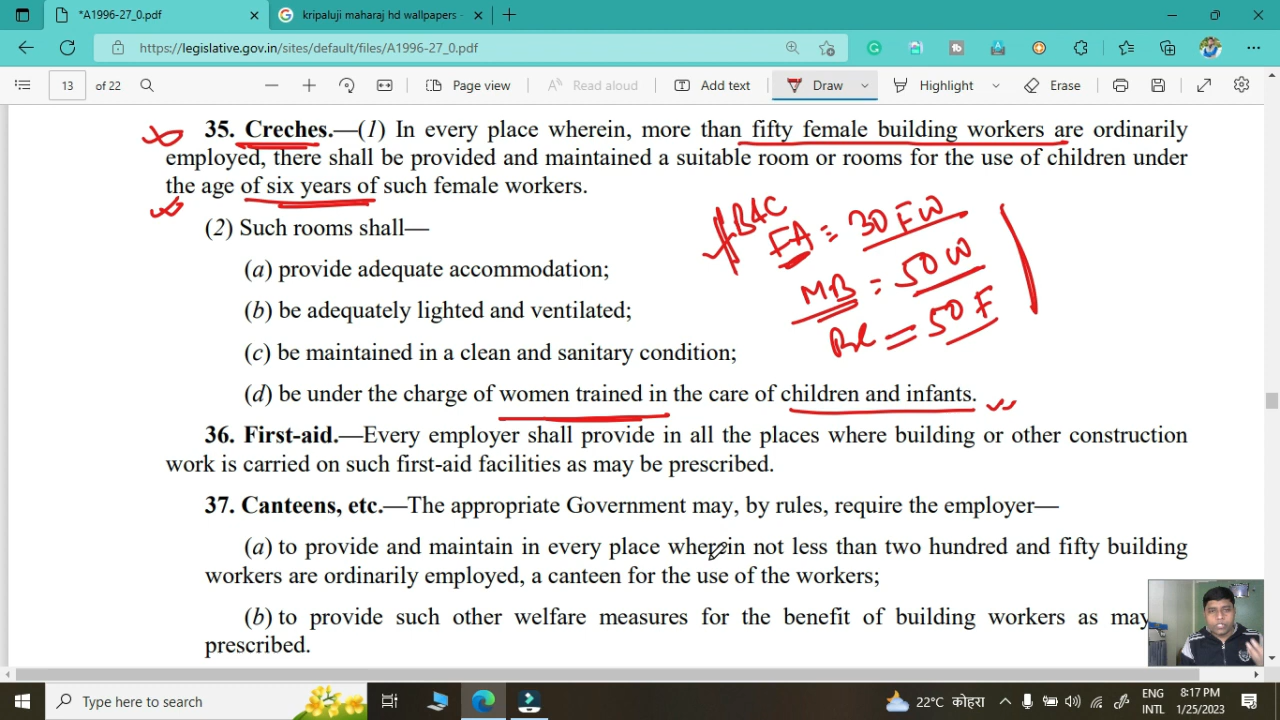 *A1996-27_0.pdf
kripaluji maharaj hd wallpapers -
https://legislative.gov.in/sites/default/files/A1996-27_0.pdf
13 of 22
Page view
Read aloud
Add text
Draw
Highlight
Erase
35. Creches.—(1) In every place wherein, more than fifty female building workers are ordinarily
employed, there shall be provided and maintained a suitable room or rooms for the use of children under
the age of six years of such female workers.
(2) Such rooms shall—
(a) provide adequate accommodation;
(b) be adequately lighted and ventilated;
(c) be maintained in a clean and sanitary condition;
(d) be under the charge of women trained in the care of children and infants.
FA = 30 FW
MB = 50 W
= 50 F
36. First-aid.—Every employer shall provide in all the places where building or other construction
work is carried on such first-aid facilities as may be prescribed.
37. Canteens, etc.—The appropriate Government may, by rules, require the employer—
(a) to provide and maintain in every place wherein not less than two hundred and fifty building
workers are ordinarily employed, a canteen for the use of the workers;
(b) to provide such other welfare measures for the benefit of building workers as may
prescribed.
Type here to search
22°C कोहरा
ENG
INTL
8:17 PM
1/25/2023